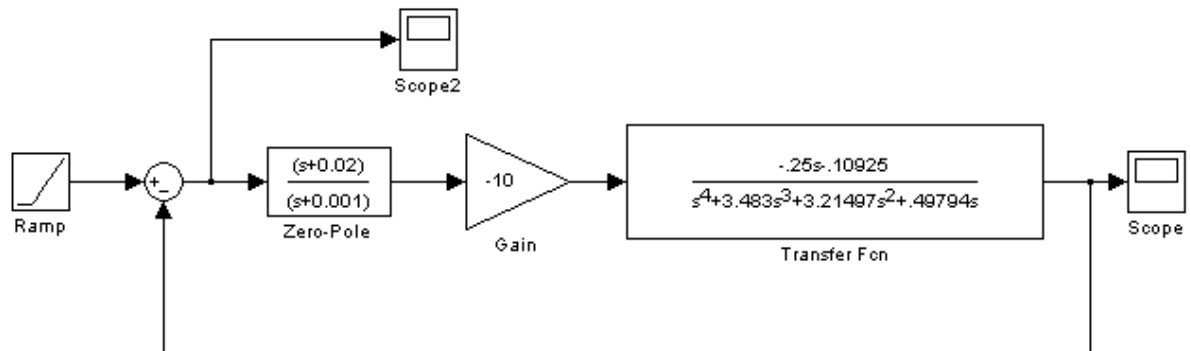 Scope2
Ramp
+
−
(s+0.02)
(s+0.001)
Zero-Pole
-10
Gain
-.25s-.10925
s⁴+3.483s³+3.21497s²+.49794s
Transfer Fcn
Scope